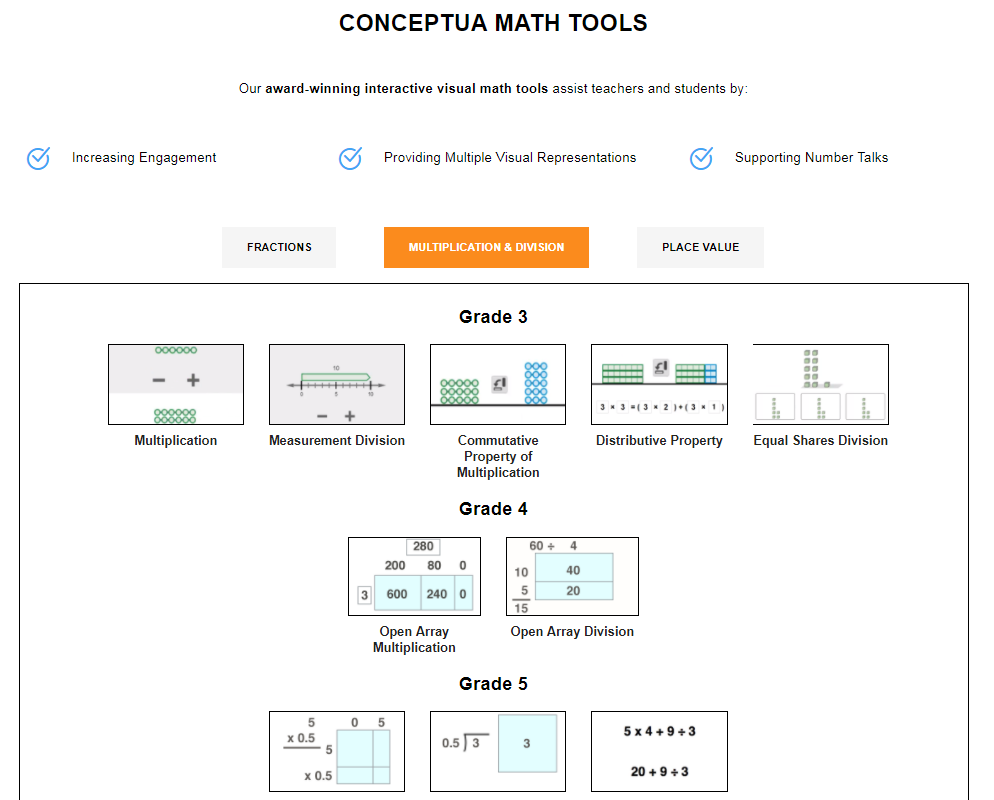 CONCEPTUA MATH TOOLS
Our award-winning interactive visual math tools assist teachers and students by:
Increasing Engagement
Providing Multiple Visual Representations
Supporting Number Talks
FRACTIONS
MULTIPLICATION & DIVISION
PLACE VALUE
Grade 3
− +
Multiplication
10
0 5 10
− +
Measurement Division
Commutative
Property of
Multiplication
3 × 3 = ( 3 × 2 ) + ( 3 × 1 )
Distributive Property
Equal Shares Division
Grade 4
280
200 80 0
3 600 240 0
Open Array
Multiplication
60 ÷ 4
10 40
5 20
15
Open Array Division
Grade 5
5 0 5
x 0.5
5
x 0.5
0.5 3 3
5 x 4 + 9 ÷ 3
20 + 9 ÷ 3